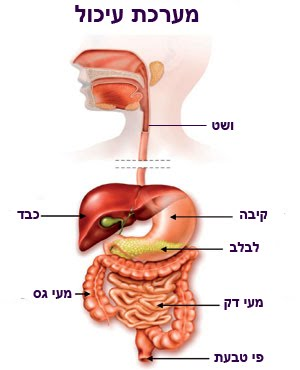 מערכת עיכול
ושט
קיבה
כבד
לבלב
מעי גס
מעי דק
פי טבעת